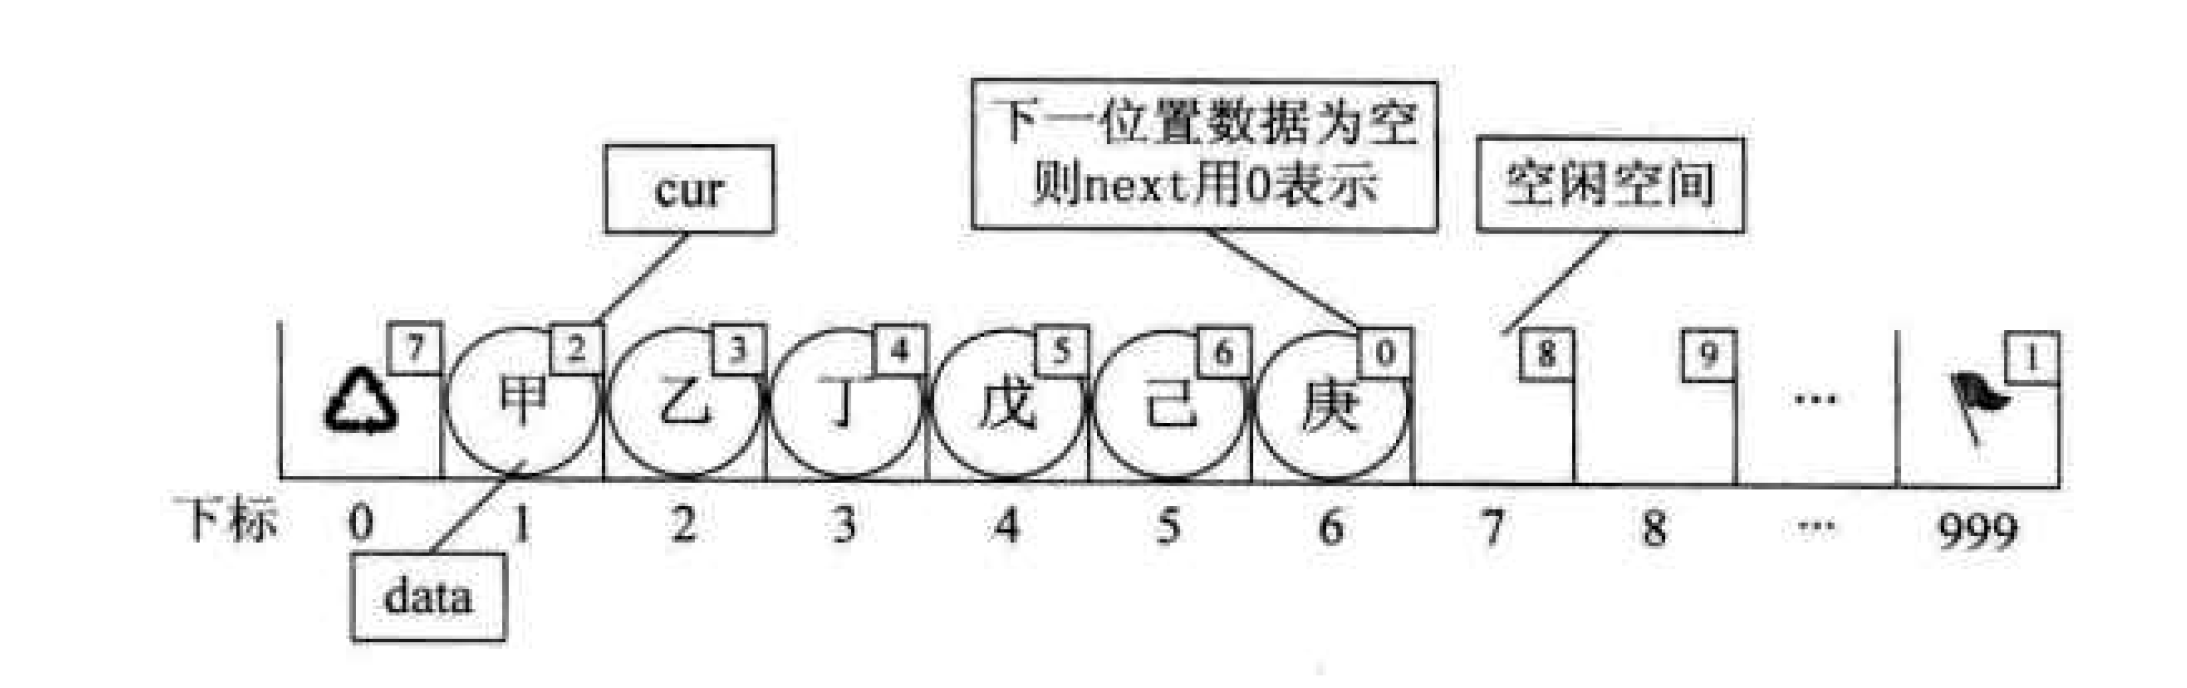 下一位置数据为空
则next用0表示
cur
空闲空间
7 2 3 4 5 6 0 8 9 1
甲 乙 丁 戊 己 庚 ... ...
下标 0 1 2 3 4 5 6 7 8 ... 999
data